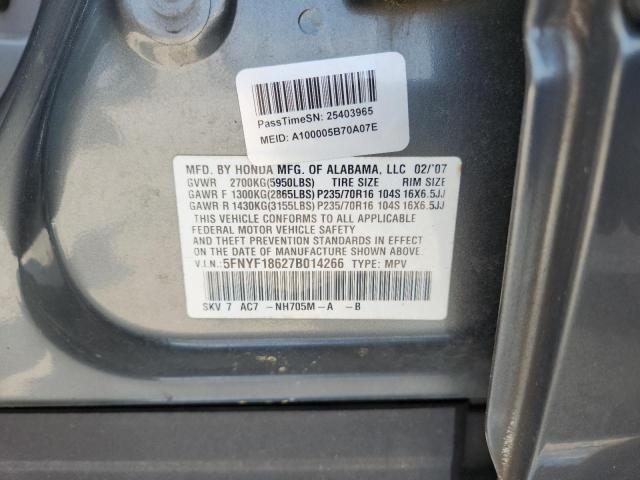 PassTimeSN: 25403965
MEID: A100005B70A07E
MFD. BY HONDA MFG. OF ALABAMA, LLC 02/'07
GVWR 2700KG(5950LBS) TIRE SIZE RIM SIZE
GAWR F 1300KG(2865LBS) P235/70R16 104S 16X6.5JJ
GAWR R 1430KG(3155LBS) P235/70R16 104S 16X6.5JJ
THIS VEHICLE CONFORMS TO ALL APPLICABLE
FEDERAL MOTOR VEHICLE SAFETY
AND THEFT PREVENTION STANDARDS IN EFFECT
ON THE DATE OF MANUFACTURE SHOWN ABOVE.
V.I.N.:5FNYF18627B014266 TYPE: MPV
SKV 7 AC7 -NH705M-A -B